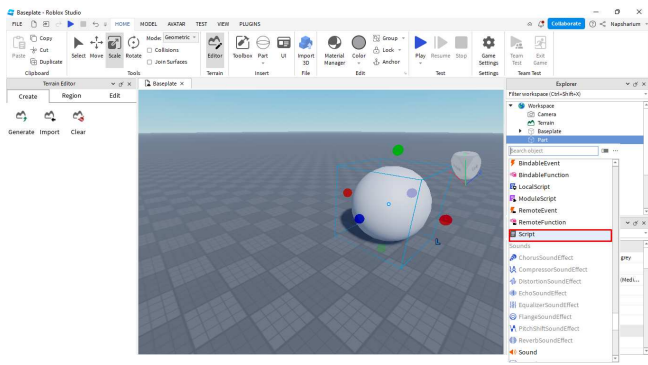 Baseplate - Roblox Studio
FILE HOME MODEL AVATAR TEST VIEW PLUGINS Collaborate Napsharium
Paste Copy Cut Duplicate
Select Move Scale Rotate
Mode: Geometric
Collisions
Join Surfaces
Editor Toolbox Part UI Import 3D Material Manager Color
Group
Lock
Anchor
Play Resume Stop Game Settings Team Test Exit Game
Clipboard Tools Terrain Insert File Edit Test Settings Team Test
Terrain Editor
Create Region Edit
Generate Import Clear
Baseplate
Explorer
Filter workspace (Ctrl+Shift+X)
Workspace
Camera
Terrain
Baseplate
Part
Search object
BindableEvent
BindableFunction
LocalScript
ModuleScript
RemoteEvent
RemoteFunction
Script
Sounds
ChorusSoundEffect
grey
CompressorSoundEffect
DistortionSoundEffect
(Medi...
EchoSoundEffect
EqualizerSoundEffect
FlangeSoundEffect
PitchShiftSoundEffect
ReverbSoundEffect
Sound